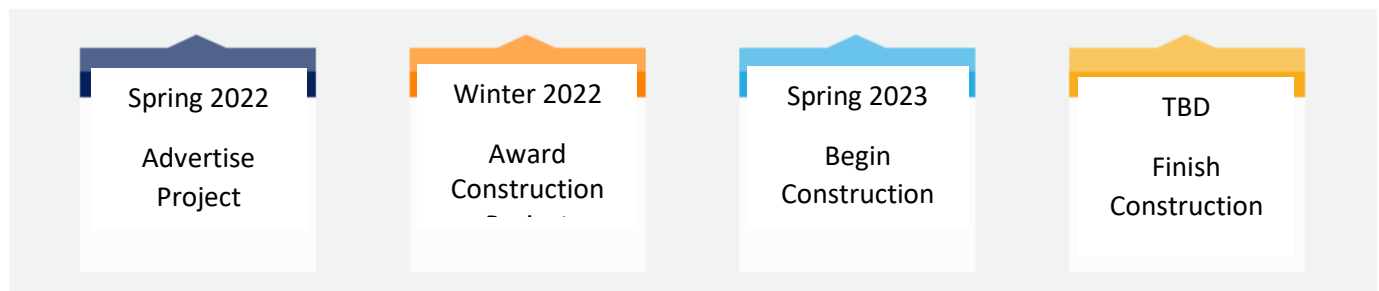 Spring 2022
Advertise
Project
Winter 2022
Award
Construction
Spring 2023
Begin
Construction
TBD
Finish
Construction